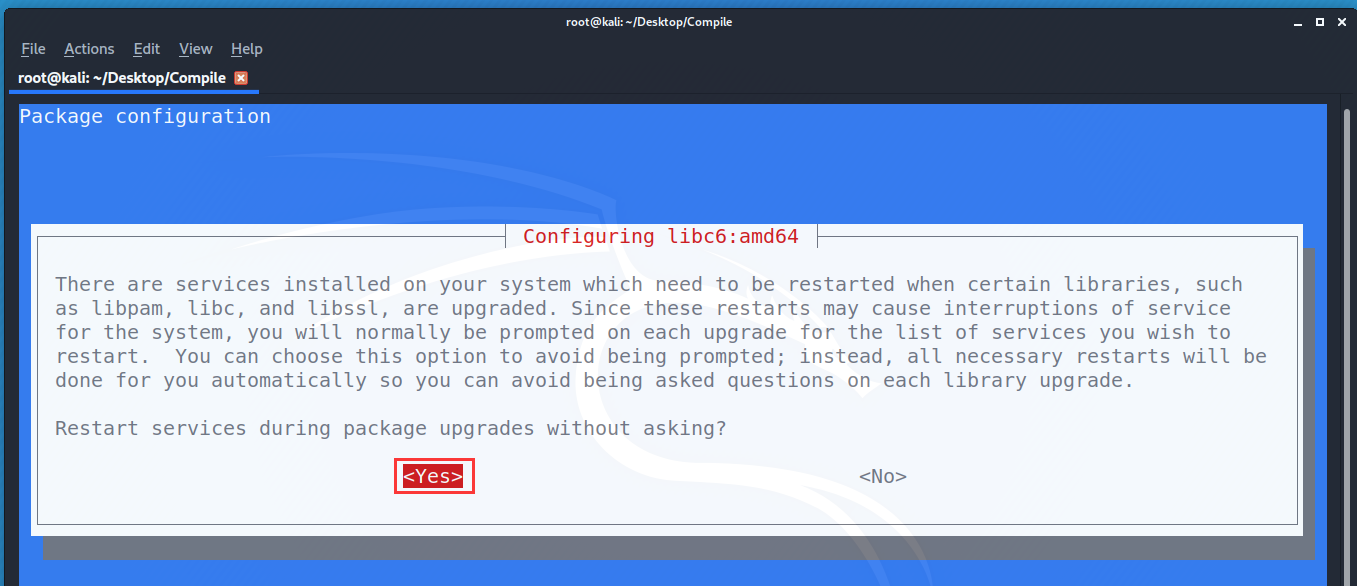 root@kali: ~/Desktop/Compile
File Actions Edit View Help
root@kali: ~/Desktop/Compile
Package configuration
Configuring libc6:amd64
There are services installed on your system which need to be restarted when certain libraries, such
as libpam, libc, and libssl, are upgraded. Since these restarts may cause interruptions of service
for the system, you will normally be prompted on each upgrade for the list of services you wish to
restart.  You can choose this option to avoid being prompted; instead, all necessary restarts will be
done for you automatically so you can avoid being asked questions on each library upgrade.
Restart services during package upgrades without asking?
<Yes> <No>